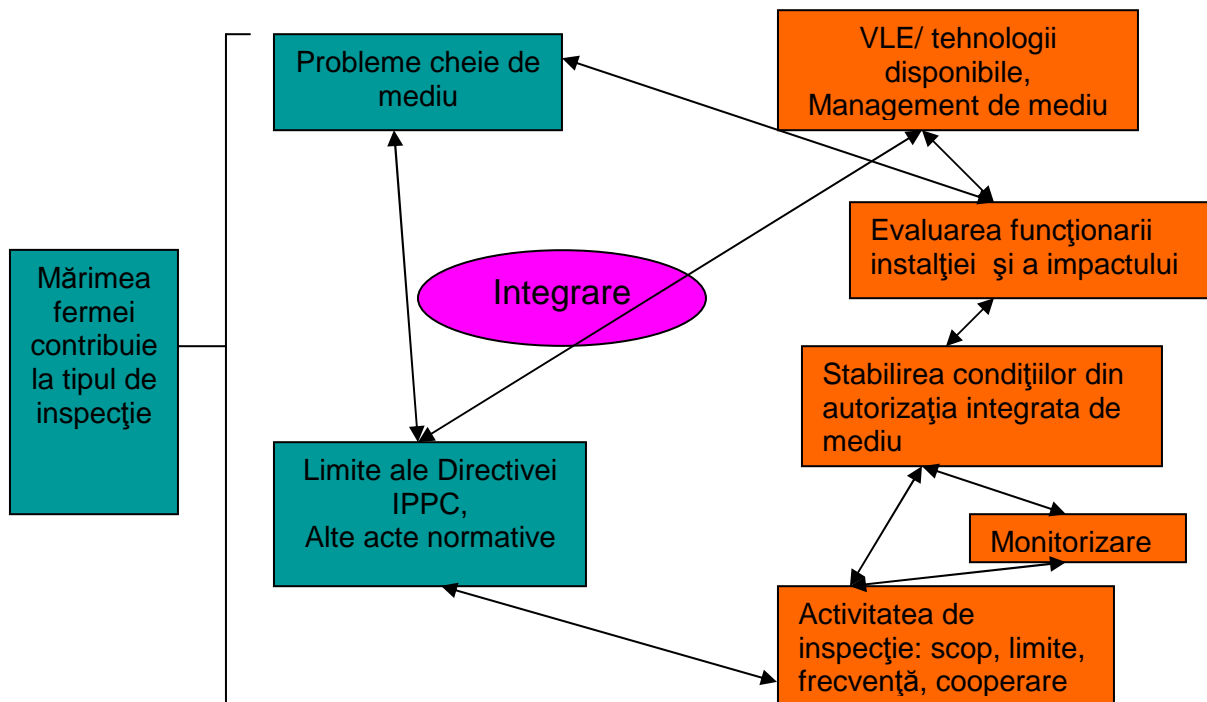 Mărimea
fermei
contribuie
la tipul de
inspecţie
Probleme cheie de
mediu
Integrare
Limite ale Directivei
IPPC,
Alte acte normative
VLE/ tehnologii
disponibile,
Management de mediu
Evaluarea funcţionarii
instalţiei şi a impactului
Stabilirea condiţiilor din
autorizaţia integrata de
mediu
Monitorizare
Activitatea de
inspecţie: scop, limite,
frecvenţă, cooperare